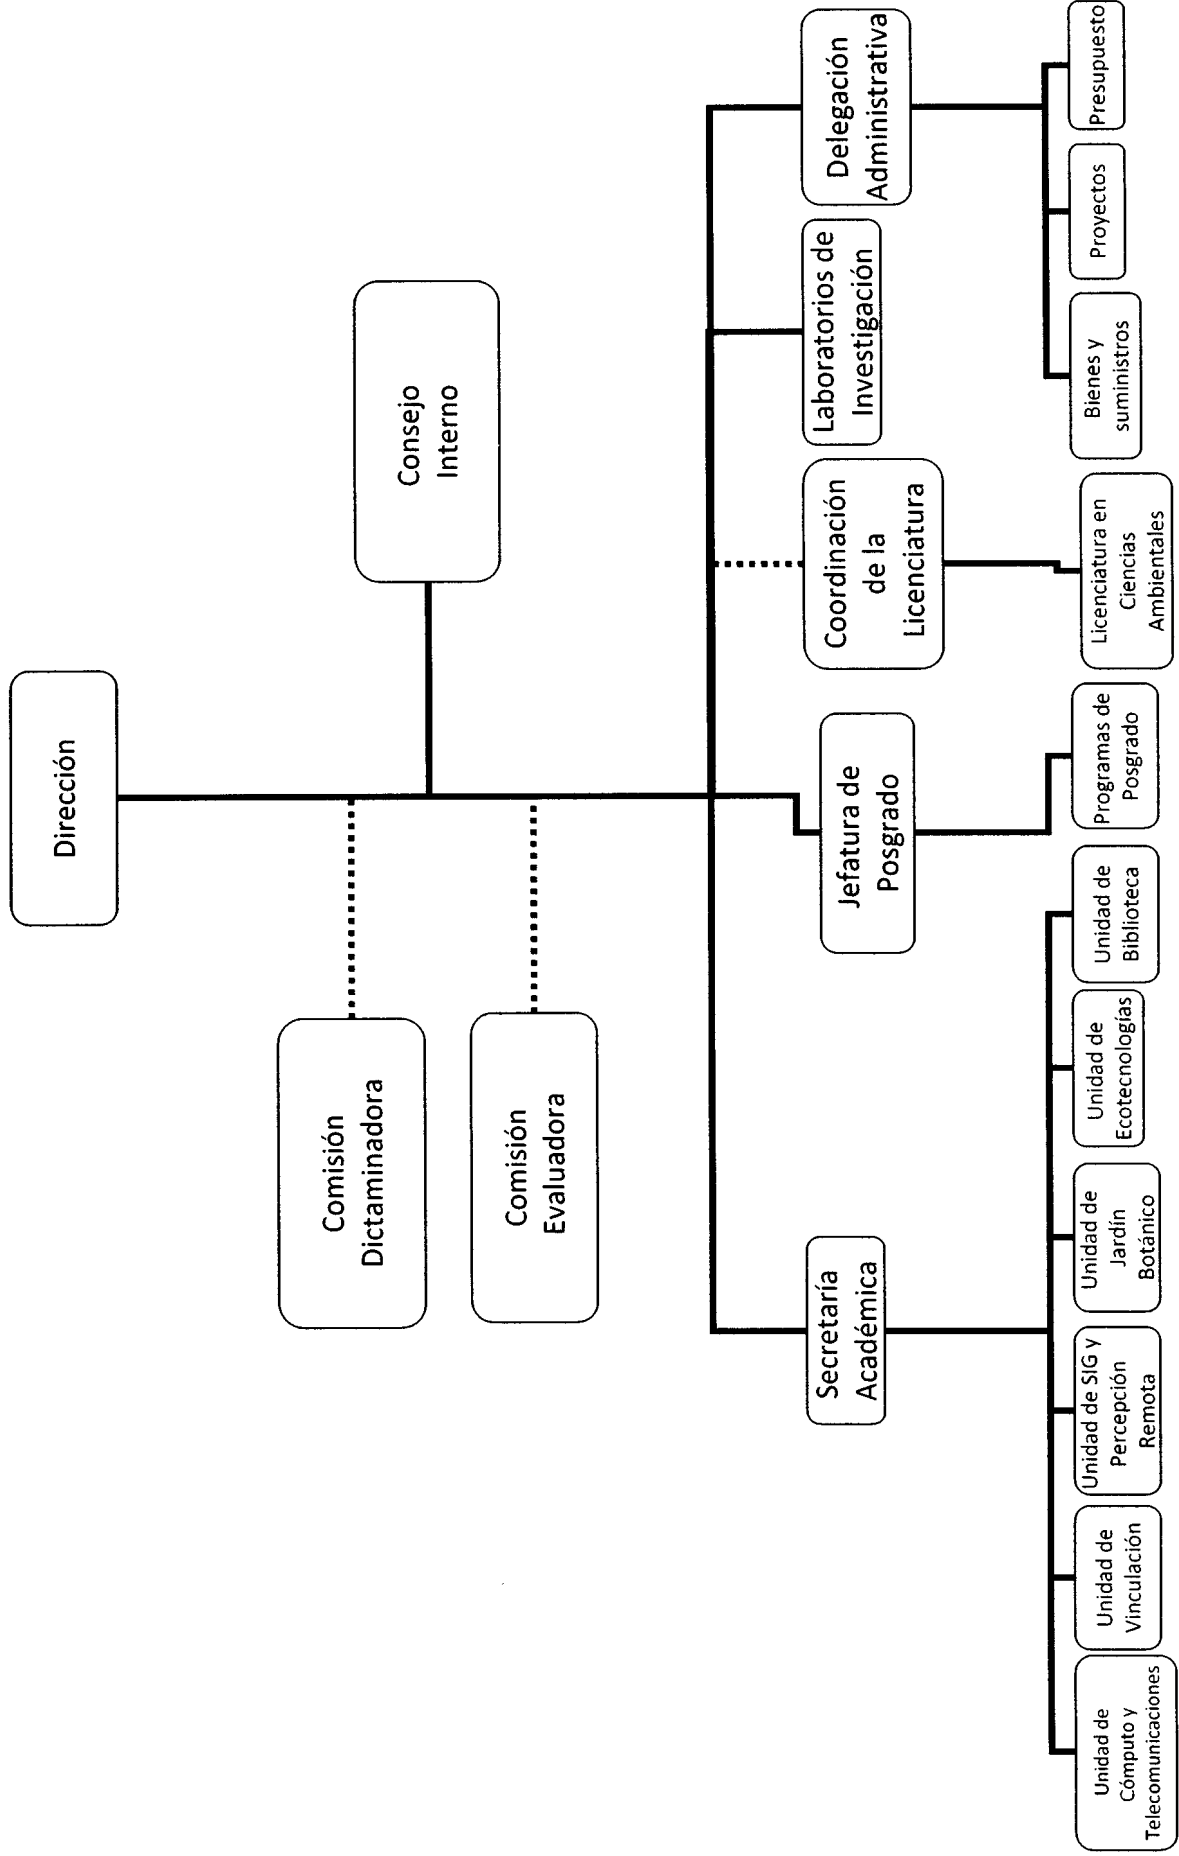 Dirección
Consejo
Interno
Comisión
Dictaminadora
Comisión
Evaluadora
Secretaría
Académica
Jefatura de
Posgrado
Coordinación
de la
Licenciatura
Laboratorios de
Investigación
Delegación
Administrativa
Unidad de
Cómputo y
Telecomunicaciones
Unidad de
Vinculación
Unidad de SIG y
Percepción
Remota
Unidad de
Jardín
Botánico
Unidad de
Ecotecnologías
Unidad de
Biblioteca
Programas de
Posgrado
Licenciatura en
Ciencias
Ambientales
Bienes y
suministros
Proyectos
Presupuesto